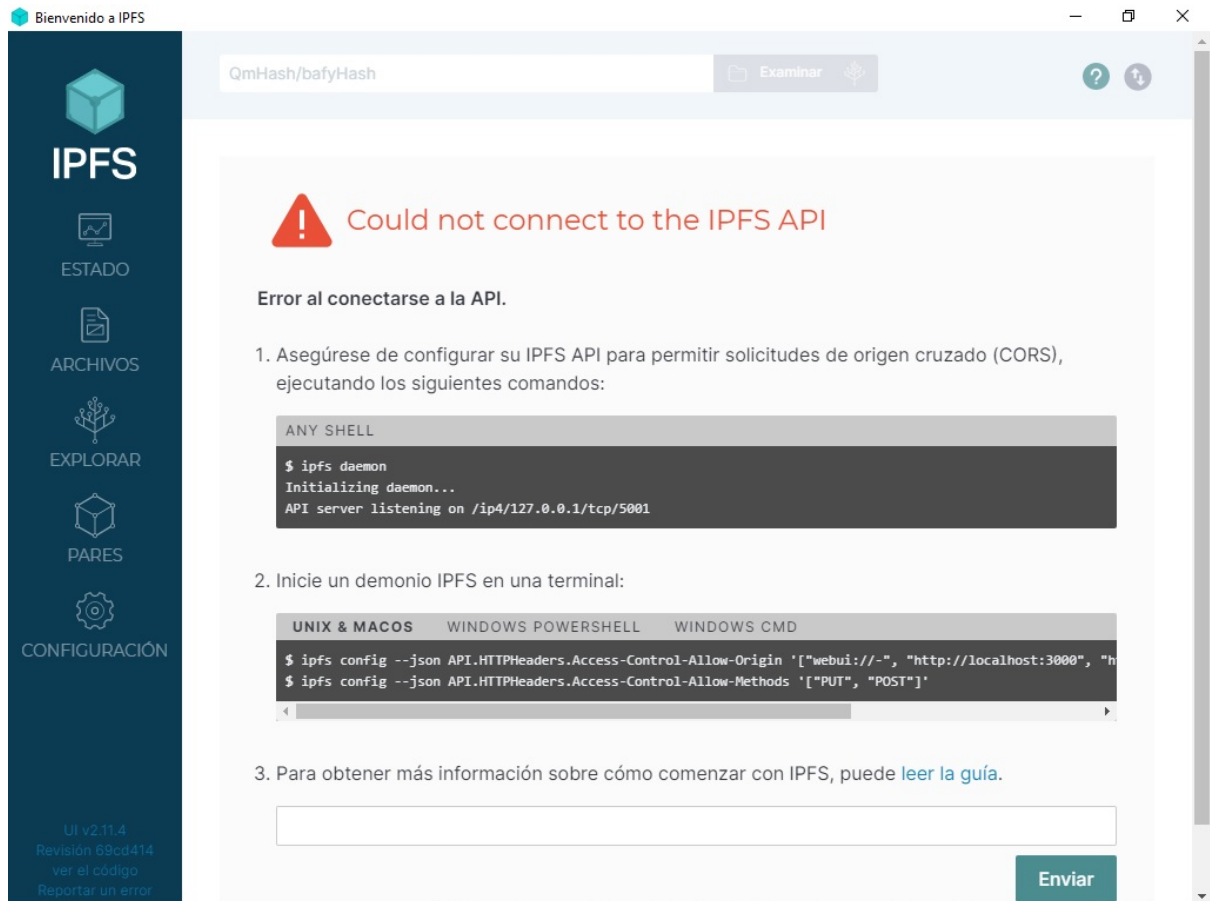 Bienvenido a IPFS
QmHash/bafyHash
Examinar
?
IPFS
ESTADO
ARCHIVOS
EXPLORAR
PARES
CONFIGURACIÓN
UI v2.11.4
Revisión 69cd414
ver el código
Reportar un error
Could not connect to the IPFS API
Error al conectarse a la API.
1. Asegúrese de configurar su IPFS API para permitir solicitudes de origen cruzado (CORS),
ejecutando los siguientes comandos:
ANY SHELL
$ ipfs daemon
Initializing daemon...
API server listening on /ip4/127.0.0.1/tcp/5001
2. Inicie un demonio IPFS en una terminal:
UNIX & MACOS WINDOWS POWERSHELL WINDOWS CMD
$ ipfs config --json API.HTTPHeaders.Access-Control-Allow-Origin '["webui://-", "http://localhost:3000", "h
$ ipfs config --json API.HTTPHeaders.Access-Control-Allow-Methods '["PUT", "POST"]'
3. Para obtener más información sobre cómo comenzar con IPFS, puede leer la guía.
Enviar